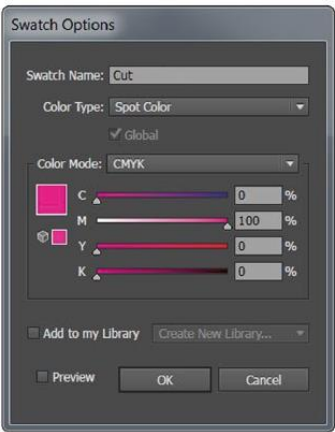 Swatch Options
Swatch Name: Cut
Color Type: Spot Color
Global
Color Mode: CMYK
C 0 %
M 100 %
Y 0 %
K 0 %
Add to my Library Create New Library...
Preview OK Cancel